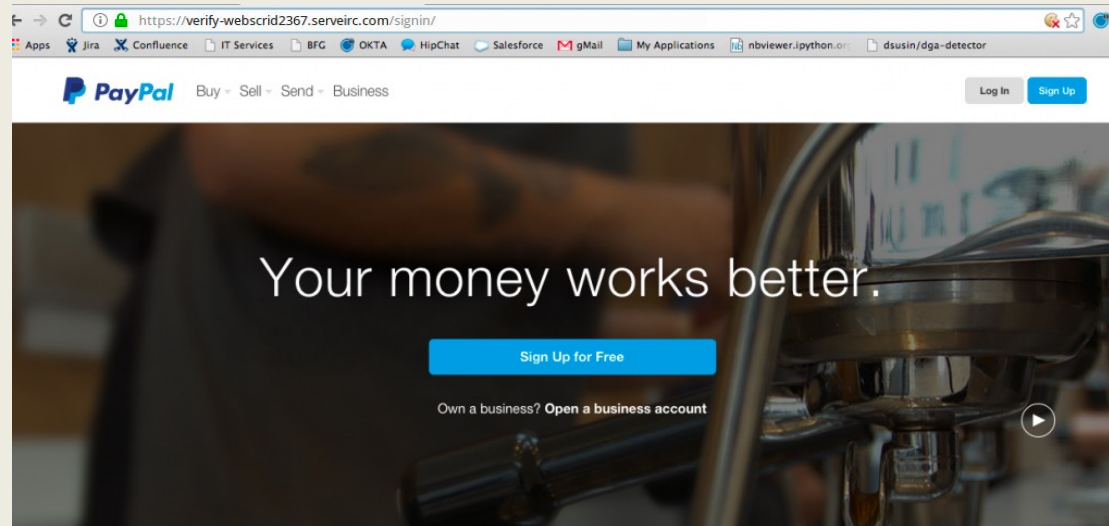 https://verify-webscrid2367.serveirc.com/signin/
Apps Jira Confluence IT Services BFG OKTA HipChat Salesforce gMail My Applications nbviewer.ipython.org dsusin/dga-detector
PayPal Buy Sell Send Business Log In Sign Up
Your money works better.
Sign Up for Free
Own a business? Open a business account